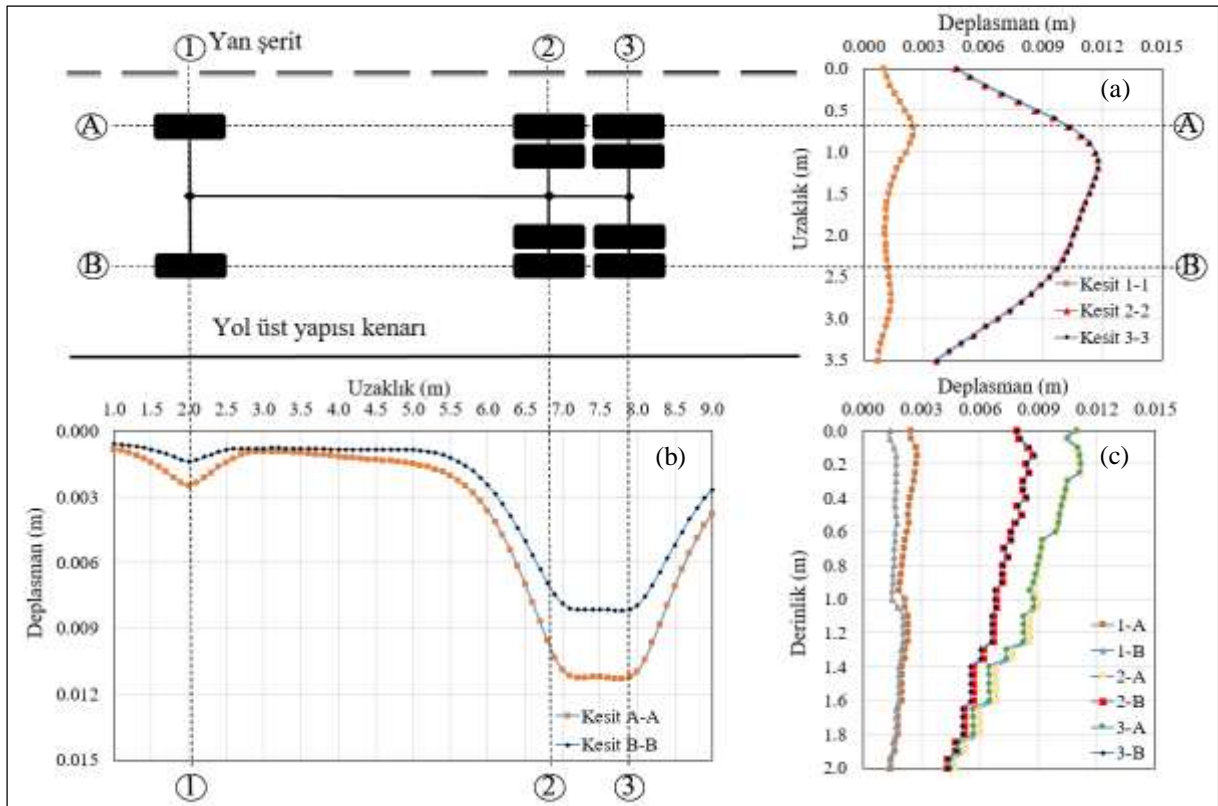 ① Yan şerit ② ③
Ⓐ
Ⓑ
Yol üst yapısı kenarı
Deplasman (m)
0.000 0.003 0.006 0.009 0.012 0.015
(a)
Uzaklık (m)
0.0
0.5
1.0
1.5
2.0
2.5
3.0
3.5
Ⓐ
Ⓑ
Kesit 1-1
Kesit 2-2
Kesit 3-3
Uzaklık (m)
1.0 1.5 2.0 2.5 3.0 3.5 4.0 4.5 5.0 5.5 6.0 6.5 7.0 7.5 8.0 8.5 9.0
(b)
Deplasman (m)
0.000
0.003
0.006
0.009
0.012
0.015
Kesit A-A
Kesit B-B
① ② ③
Deplasman (m)
0.000 0.003 0.006 0.009 0.012 0.015
(c)
Derinlik (m)
0.0
0.2
0.4
0.6
0.8
1.0
1.2
1.4
1.6
1.8
2.0
1-A
1-B
2-A
2-B
3-A
3-B